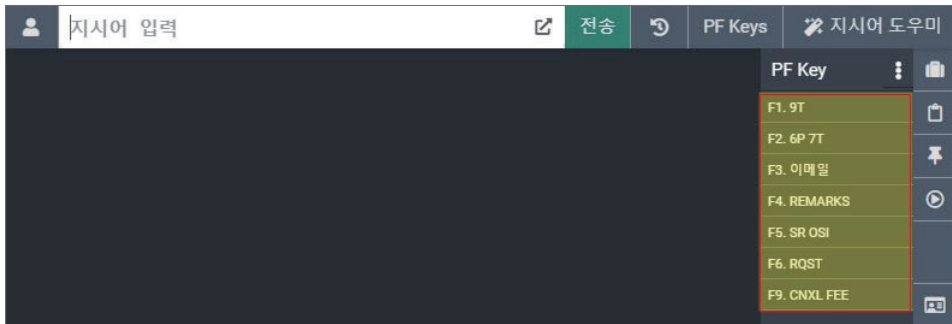 지시어 입력 전송 PF Keys 지시어 도우미
PF Key
F1. 9T
F2. 6P 7T
F3. 이메일
F4. REMARKS
F5. SR OSI
F6. RQST
F9. CNXL FEE